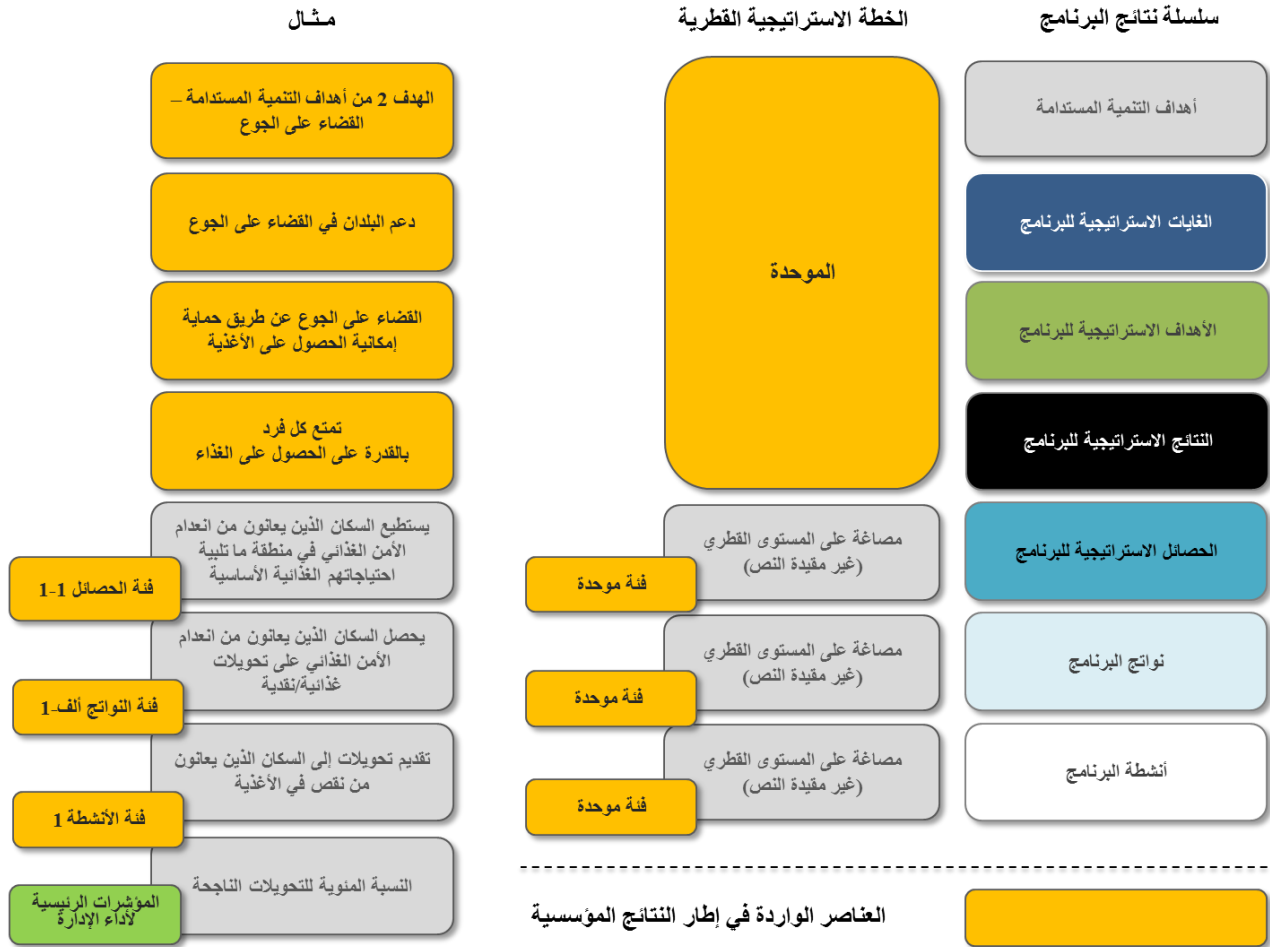 سلسلة نتائج البرنامج
الخطة الاستراتيجية القطرية
مـثـال
أهداف التنمية المستدامة
الغايات الاستراتيجية للبرنامج
الأهداف الاستراتيجية للبرنامج
النتائج الاستراتيجية للبرنامج
الحصائل الاستراتيجية للبرنامج
نواتج البرنامج
أنشطة البرنامج
الموحدة
مصاغة على المستوى القطري
(غير مقيدة النص)
فئة موحدة
مصاغة على المستوى القطري
(غير مقيدة النص)
فئة موحدة
مصاغة على المستوى القطري
(غير مقيدة النص)
فئة موحدة
الهدف 2 من أهداف التنمية المستدامة –
القضاء على الجوع
دعم البلدان في القضاء على الجوع
القضاء على الجوع عن طريق حماية
إمكانية الحصول على الأغذية
تمتع كل فرد
بالقدرة على الحصول على الغذاء
يستطيع السكان الذين يعانون من انعدام
الأمن الغذائي في منطقة ما تلبية
احتياجاتهم الغذائية الأساسية
فئة الحصائل 1-1
يحصل السكان الذين يعانون من انعدام
الأمن الغذائي على تحويلات
غذائية/نقدية
فئة النواتج ألف-1
تقديم تحويلات إلى السكان الذين يعانون
من نقص في الأغذية
فئة الأنشطة 1
النسبة المئوية للتحويلات الناجحة
المؤشرات الرئيسية
لأداء الإدارة
العناصر الواردة في إطار النتائج المؤسسية